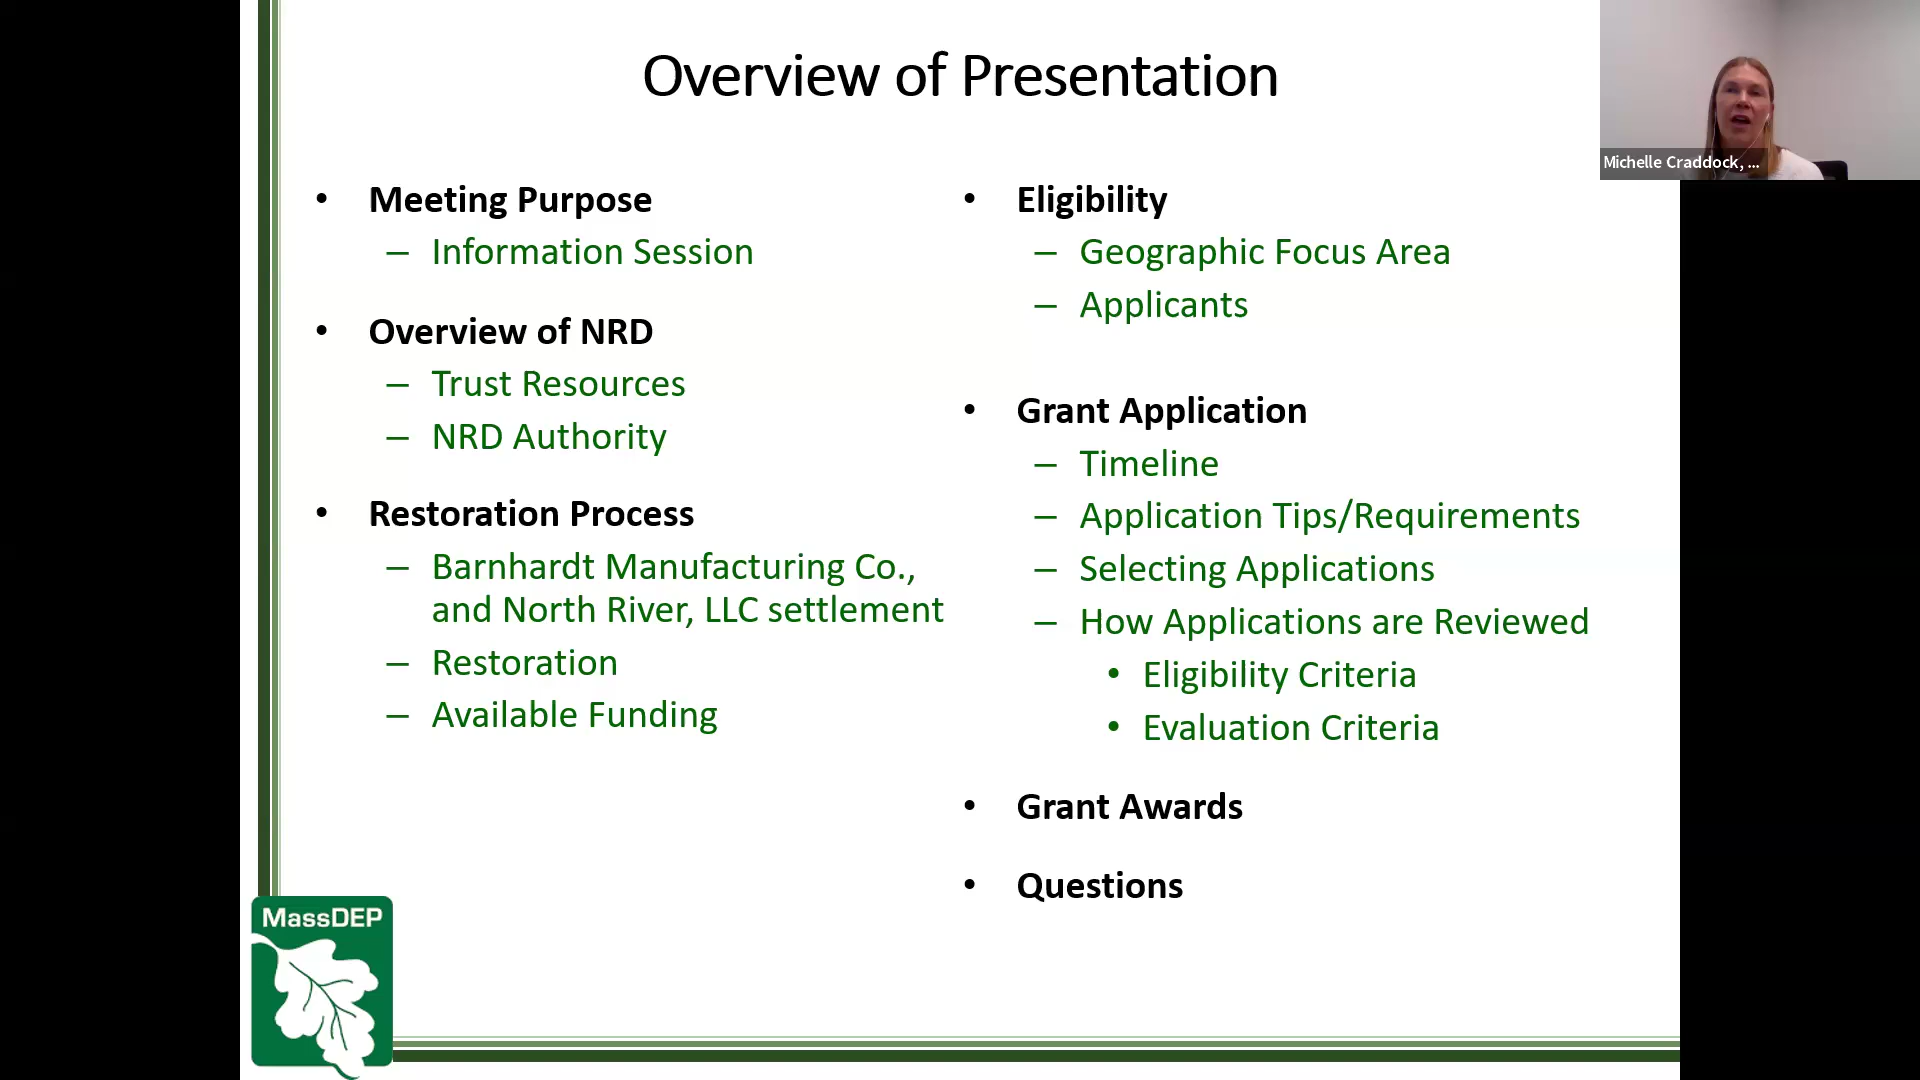 Overview of Presentation
• Meeting Purpose
– Information Session
• Overview of NRD
– Trust Resources
– NRD Authority
• Restoration Process
– Barnhardt Manufacturing Co.,
and North River, LLC settlement
– Restoration
– Available Funding
• Eligibility
– Geographic Focus Area
– Applicants
• Grant Application
– Timeline
– Application Tips/Requirements
– Selecting Applications
– How Applications are Reviewed
• Eligibility Criteria
• Evaluation Criteria
• Grant Awards
• Questions
MassDEP
Michelle Craddock, ...